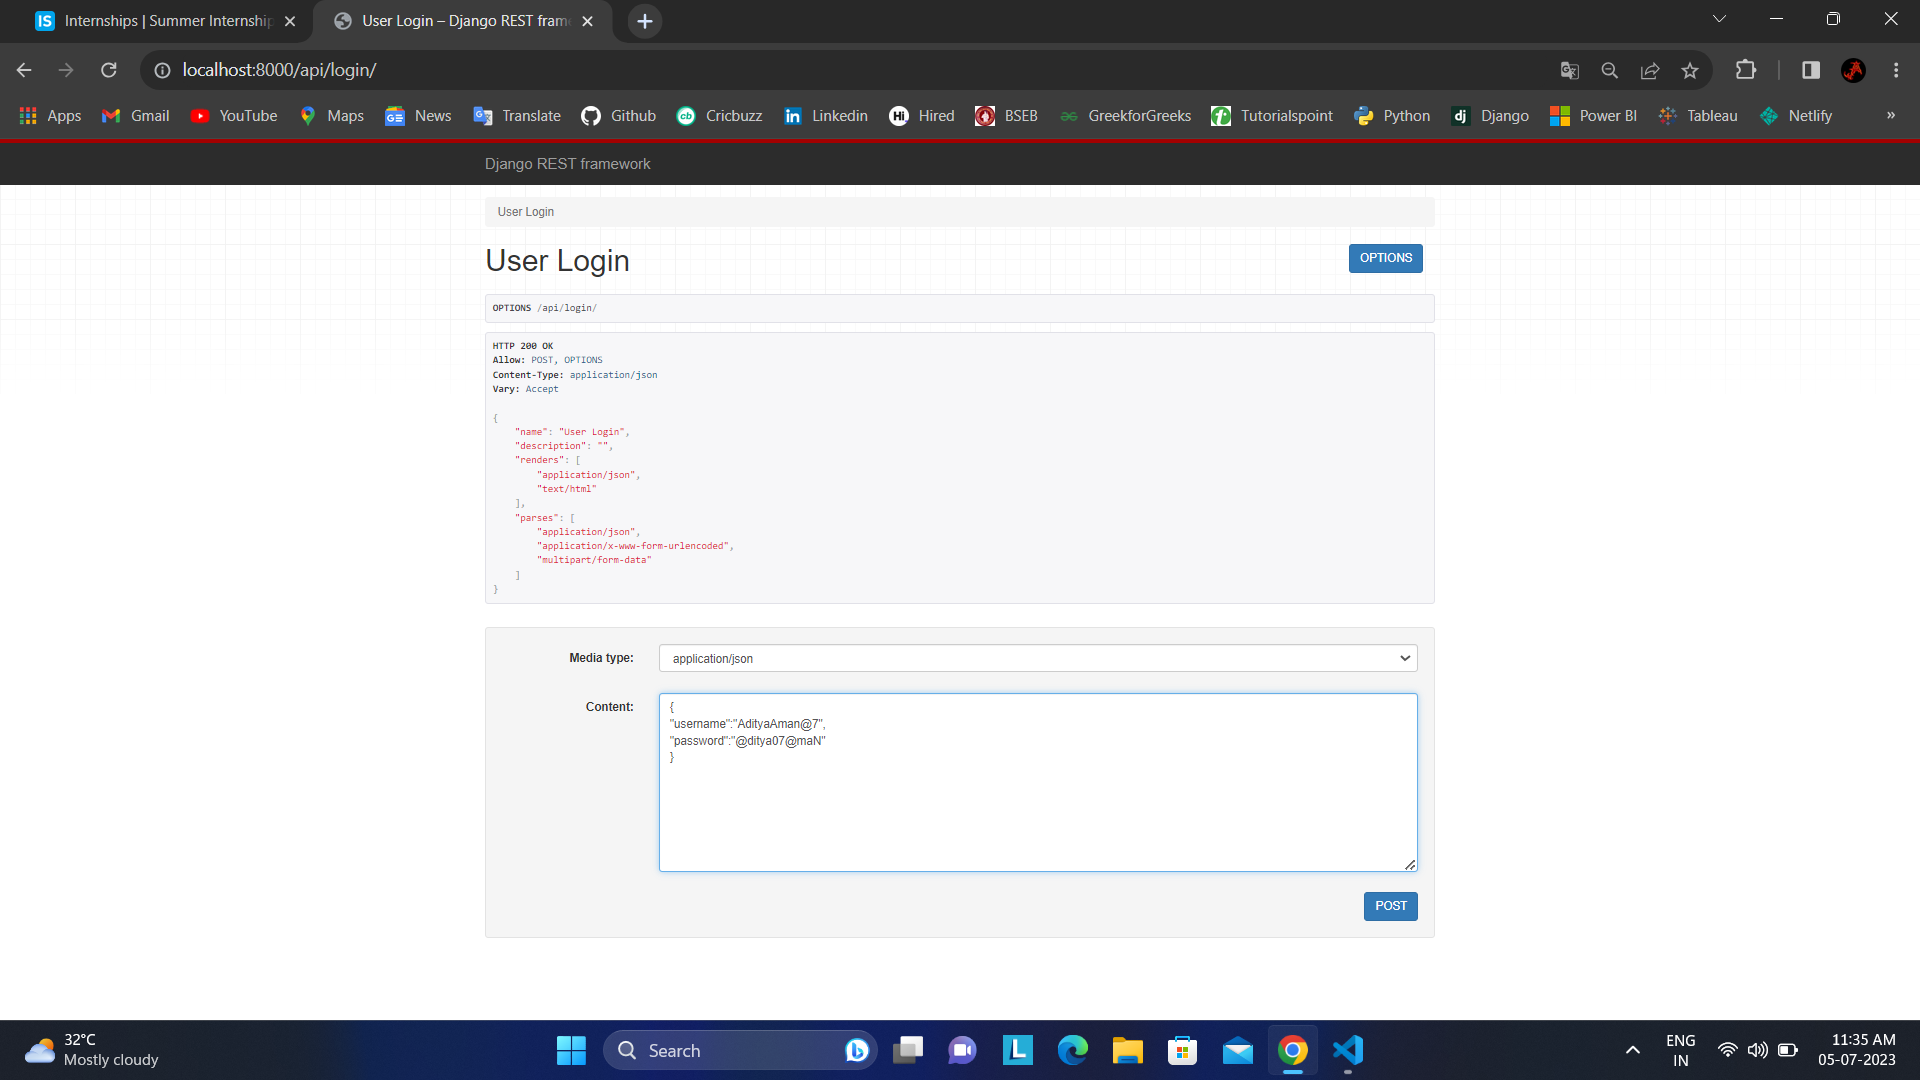 Internships | Summer Internship
User Login – Django REST fram
localhost:8000/api/login/
Apps Gmail YouTube Maps News Translate Github Cricbuzz Linkedin Hired BSEB GreekforGreeks Tutorialspoint Python Django Power BI Tableau Netlify »
Django REST framework
User Login
User Login
OPTIONS
OPTIONS /api/login/
HTTP 200 OK
Allow: POST, OPTIONS
Content-Type: application/json
Vary: Accept
{
"name": "User Login",
"description": "",
"renders": [
"application/json",
"text/html"
],
"parses": [
"application/json",
"application/x-www-form-urlencoded",
"multipart/form-data"
]
}
Media type: application/json
Content:
{
"username":"AdityaAman@7",
"password":"@ditya07@maN"
}
POST
32°C
Mostly cloudy
Search
ENG
IN
11:35 AM
05-07-2023